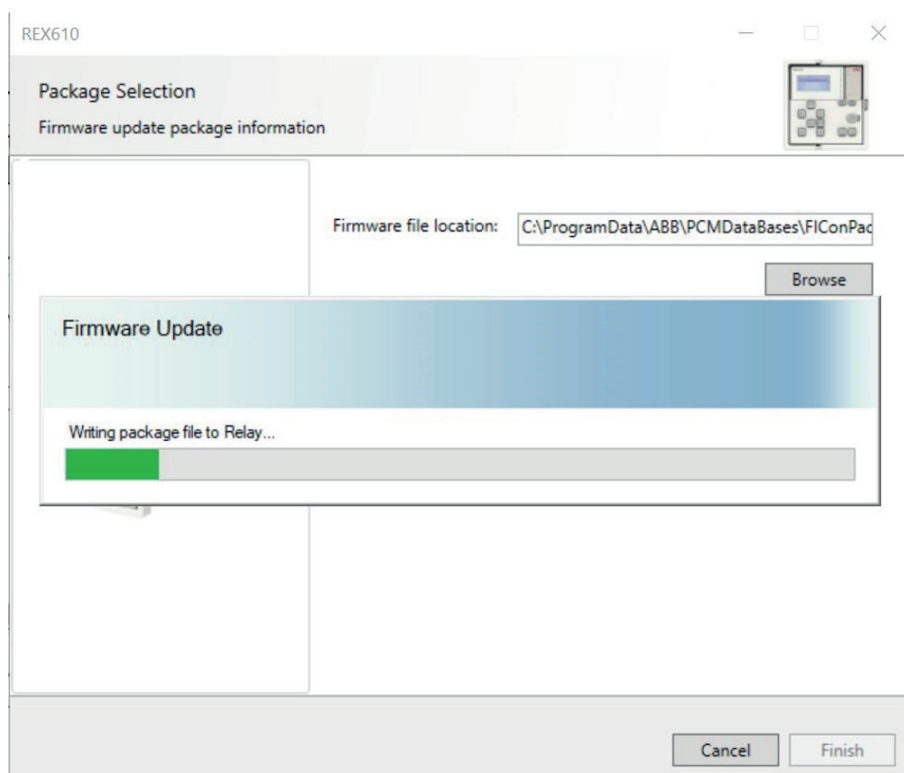 REX610
Package Selection
Firmware update package information
Firmware file location:
C:\ProgramData\ABB\PCMDataBases\FIConPac
Browse
Firmware Update
Writing package file to Relay...
Cancel
Finish